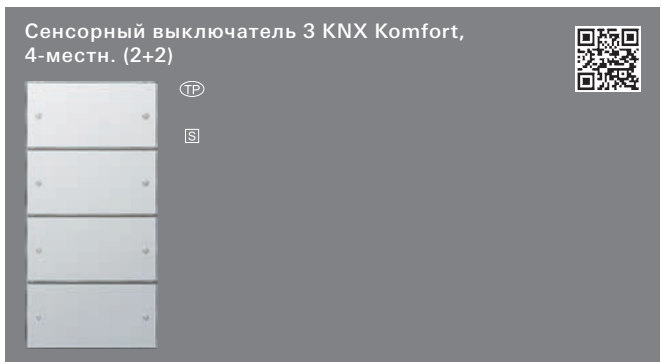 Сенсорный выключатель 3 KNX Komfort,
4-местн. (2+2)
TP
S